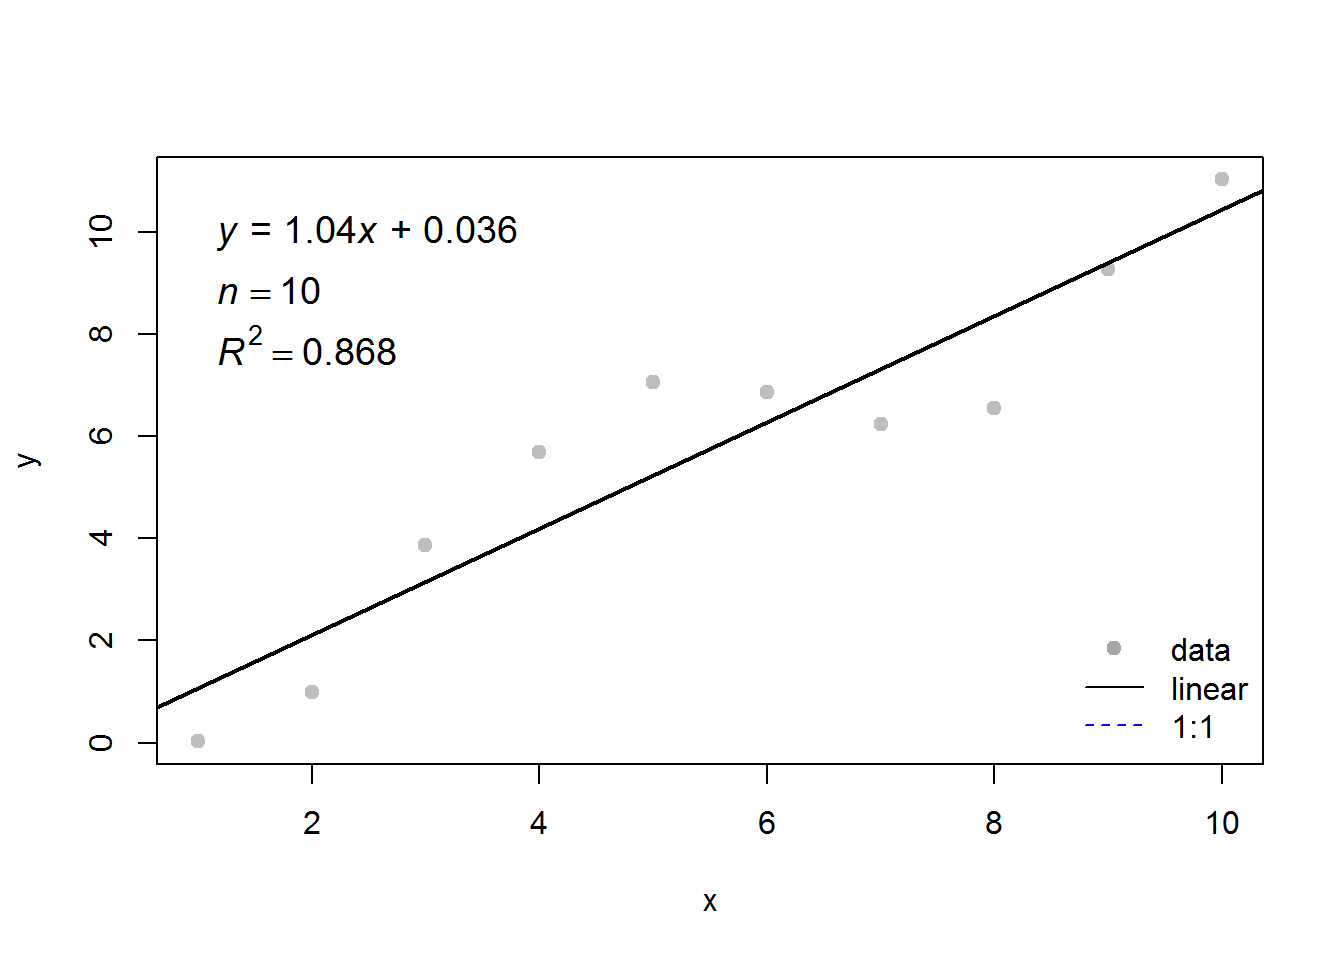 y = 1.04x + 0.036
n = 10
R² = 0.868
10
8
6
4
2
0
y
data
linear
1:1
2 4 6 8 10
x